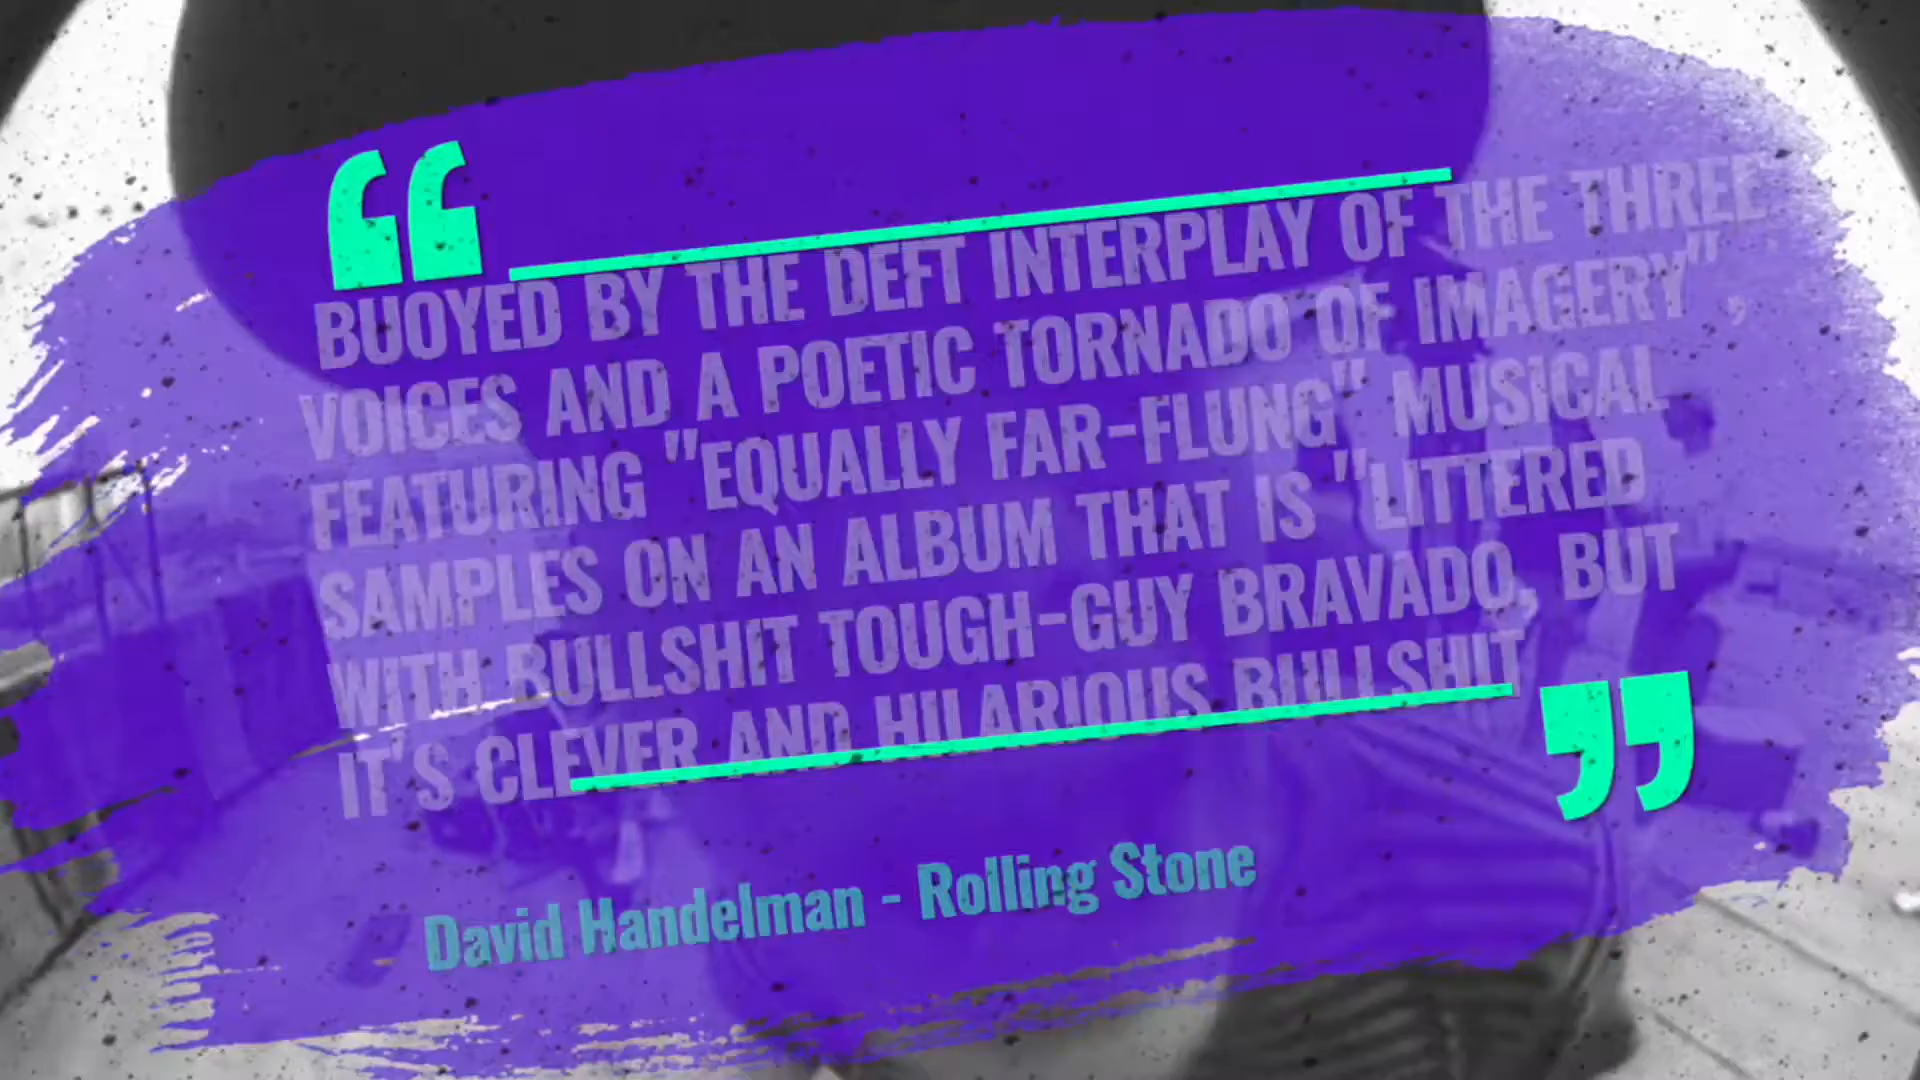 “
BUOYED BY THE DEFT INTERPLAY OF THE THREE
VOICES AND A POETIC TORNADO OF IMAGERY",
FEATURING "EQUALLY FAR-FLUNG" MUSICAL
SAMPLES ON AN ALBUM THAT IS "LITTERED
WITH BULLSHIT TOUGH-GUY BRAVADO, BUT
IT'S CLEVER AND HILARIOUS BULLSHIT
”
David Handelman - Rolling Stone